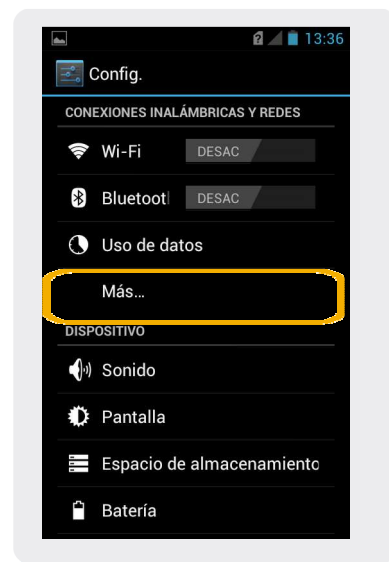 13:36
Config.
CONEXIONES INALÁMBRICAS Y REDES
Wi-Fi DESAC
Bluetoot DESAC
Uso de datos
Más...
DISPOSITIVO
Sonido
Pantalla
Espacio de almacenamiento
Batería